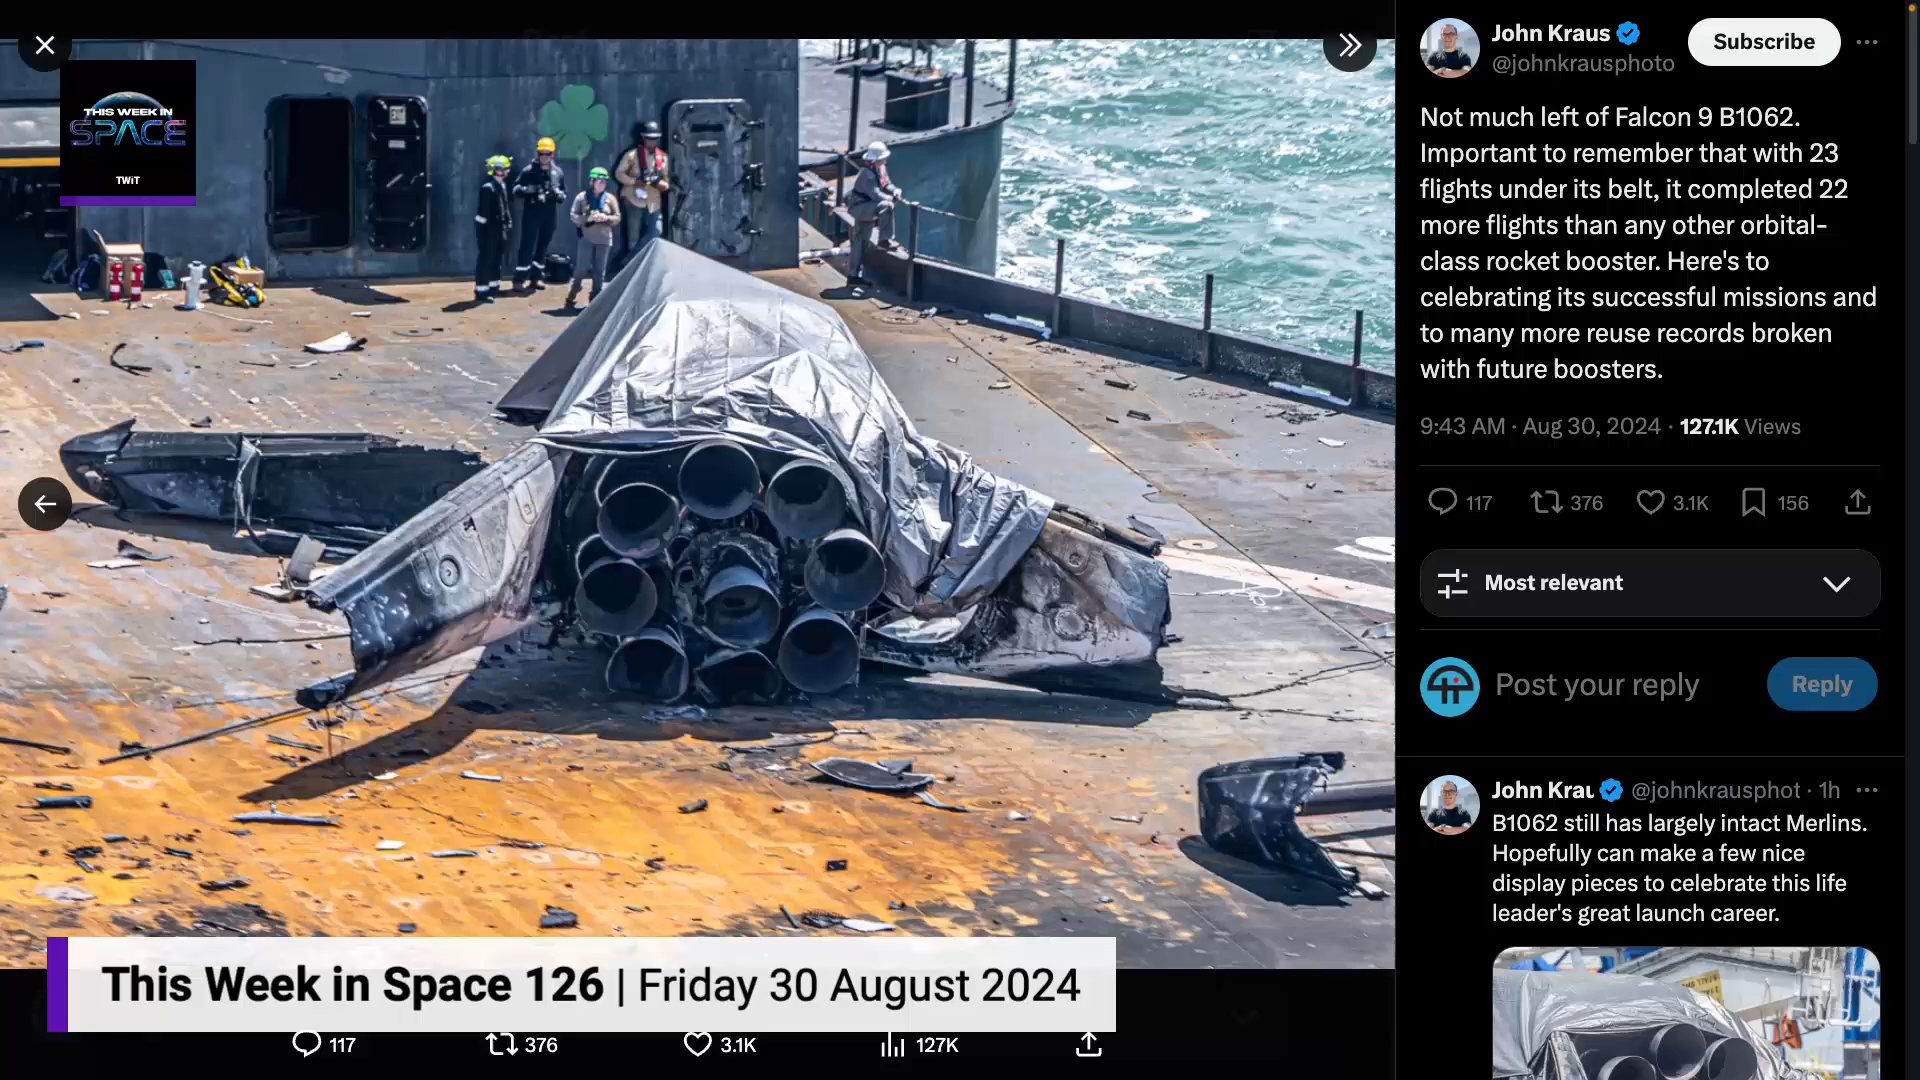 THIS WEEK IN
SPACE
TWiT
John Kraus
@johnkrausphoto
Subscribe
Not much left of Falcon 9 B1062.
Important to remember that with 23
flights under its belt, it completed 22
more flights than any other orbital-
class rocket booster. Here's to
celebrating its successful missions and
to many more reuse records broken
with future boosters.
9:43 AM · Aug 30, 2024 · 127.1K Views
117 376 3.1K 156
Most relevant
Post your reply
Reply
John Krau @johnkrausphot · 1h
B1062 still has largely intact Merlins.
Hopefully can make a few nice
display pieces to celebrate this life
leader's great launch career.
This Week in Space 126 | Friday 30 August 2024
117 376 3.1K 127K